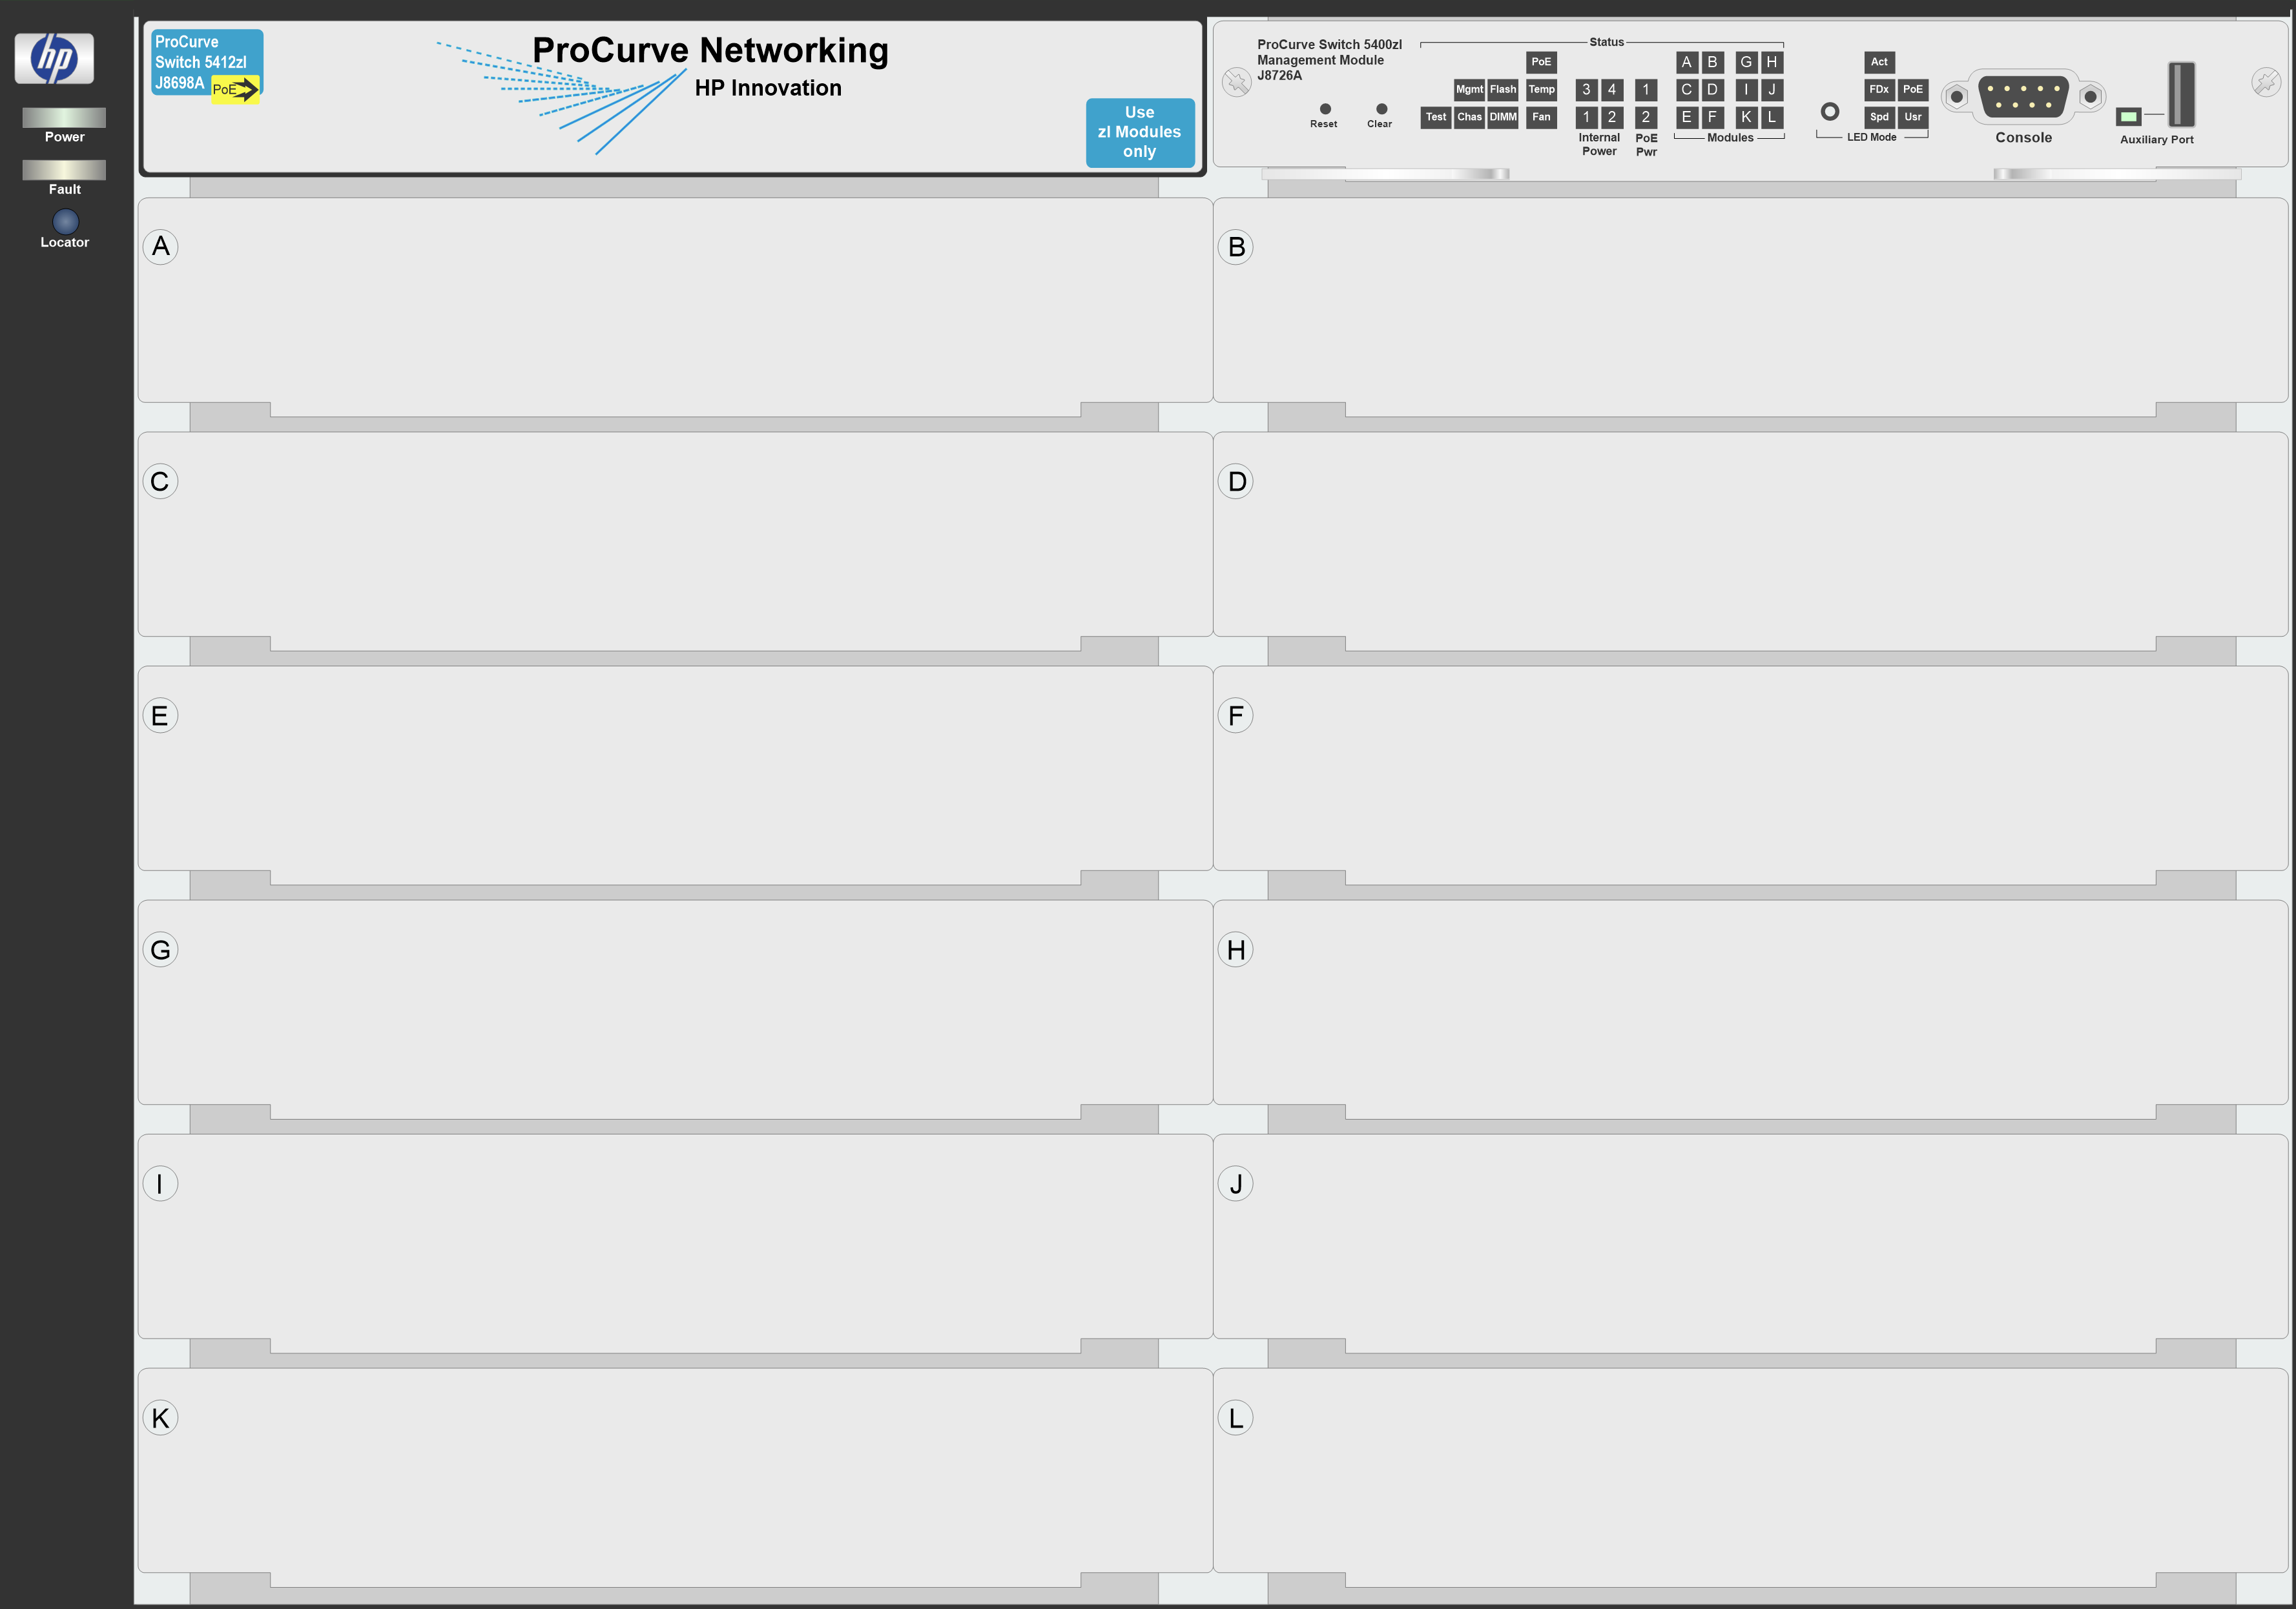 hp
Power
Fault
Locator
ProCurve
Switch 5412zl
J8698A
PoE
ProCurve Networking
HP Innovation
Use
zl Modules
only
ProCurve Switch 5400zl
Management Module
J8726A
Reset
Clear
Status
PoE
Mgmt Flash Temp
Test Chas DIMM Fan
3 4
1 2
Internal
Power
1
2
PoE
Pwr
A B G H
C D I J
E F K L
Modules
Act
FDx PoE
Spd Usr
LED Mode
Console
Auxiliary Port
A
B
C
D
E
F
G
H
I
J
K
L